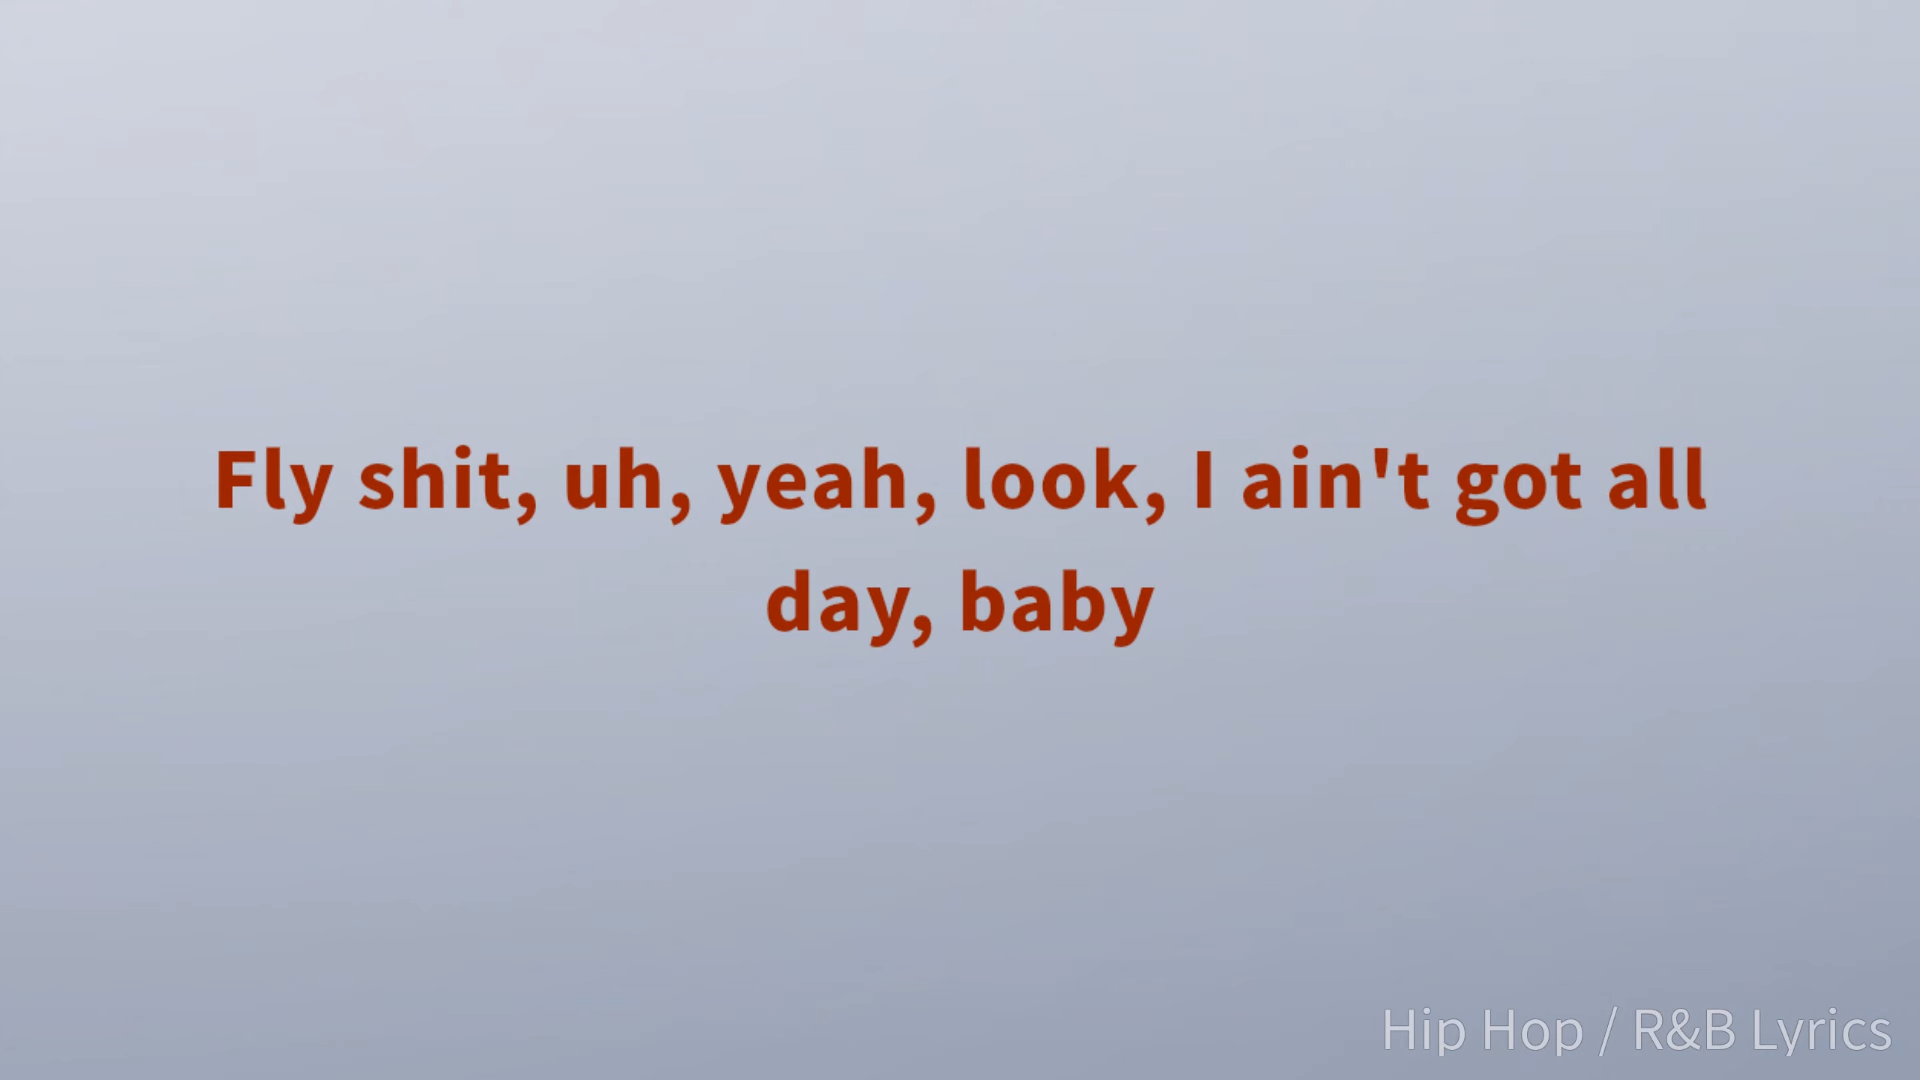 Fly shit, uh, yeah, look, I ain't got all
day, baby
Hip Hop / R&B Lyrics